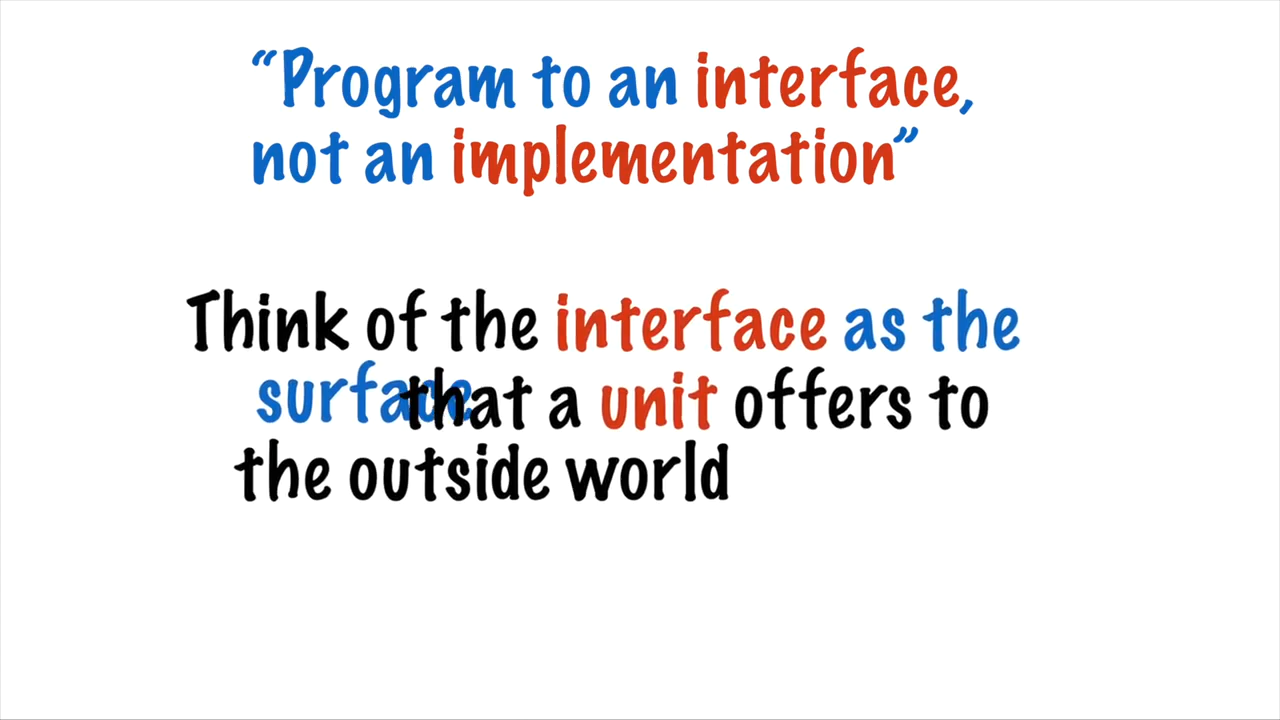 “Program to an interface,
not an implementation”
Think of the interface as the
surface that a unit offers to
the outside world